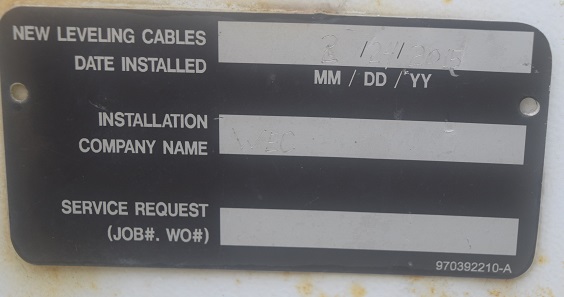 NEW LEVELING CABLES
DATE INSTALLED
MM / DD / YY
INSTALLATION
COMPANY NAME
SERVICE REQUEST
(JOB#. WO#)
970392210-A